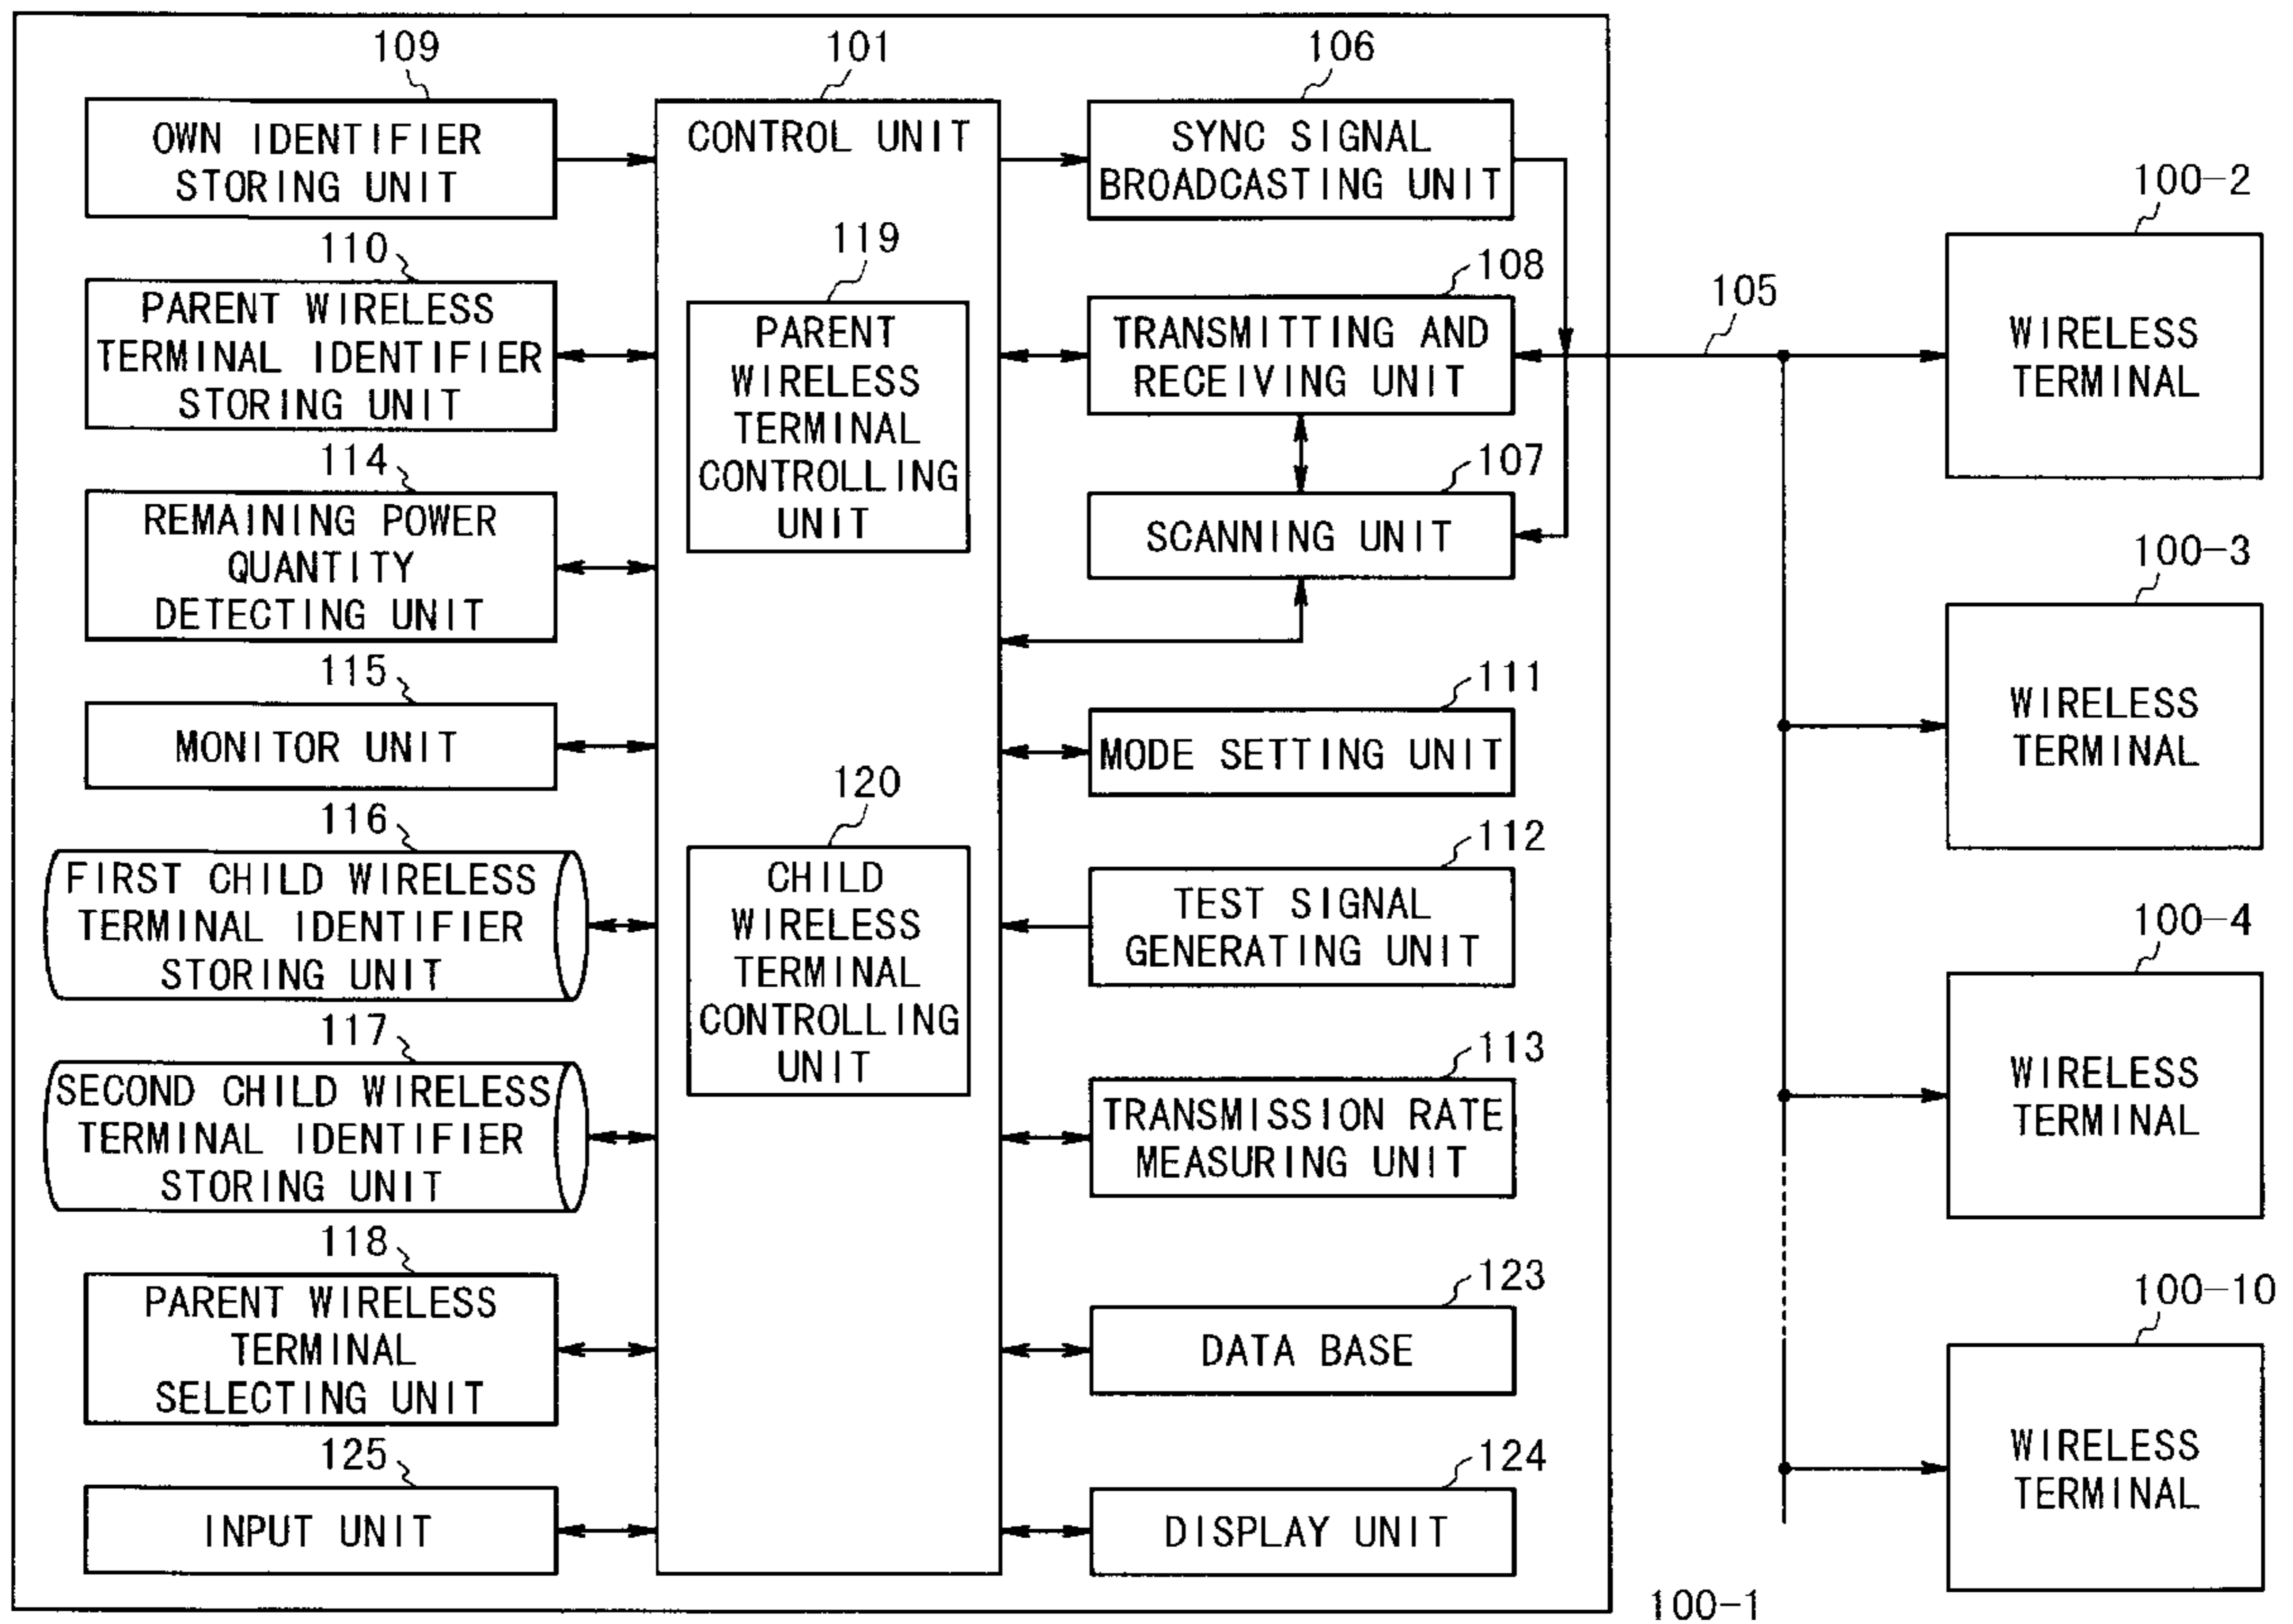 109
OWN IDENTIFIER
STORING UNIT
110
PARENT WIRELESS
TERMINAL IDENTIFIER
STORING UNIT
114
REMAINING POWER
QUANTITY
DETECTING UNIT
115
MONITOR UNIT
116
FIRST CHILD WIRELESS
TERMINAL IDENTIFIER
STORING UNIT
117
SECOND CHILD WIRELESS
TERMINAL IDENTIFIER
STORING UNIT
118
PARENT WIRELESS
TERMINAL
SELECTING UNIT
125
INPUT UNIT
101
CONTROL UNIT
119
PARENT
WIRELESS
TERMINAL
CONTROLLING
UNIT
120
CHILD
WIRELESS
TERMINAL
CONTROLLING
UNIT
106
SYNC SIGNAL
BROADCASTING UNIT
108
TRANSMITTING AND
RECEIVING UNIT
107
SCANNING UNIT
111
MODE SETTING UNIT
112
TEST SIGNAL
GENERATING UNIT
113
TRANSMISSION RATE
MEASURING UNIT
123
DATA BASE
124
DISPLAY UNIT
105
100-2
WIRELESS
TERMINAL
100-3
WIRELESS
TERMINAL
100-4
WIRELESS
TERMINAL
100-10
WIRELESS
TERMINAL
100-1